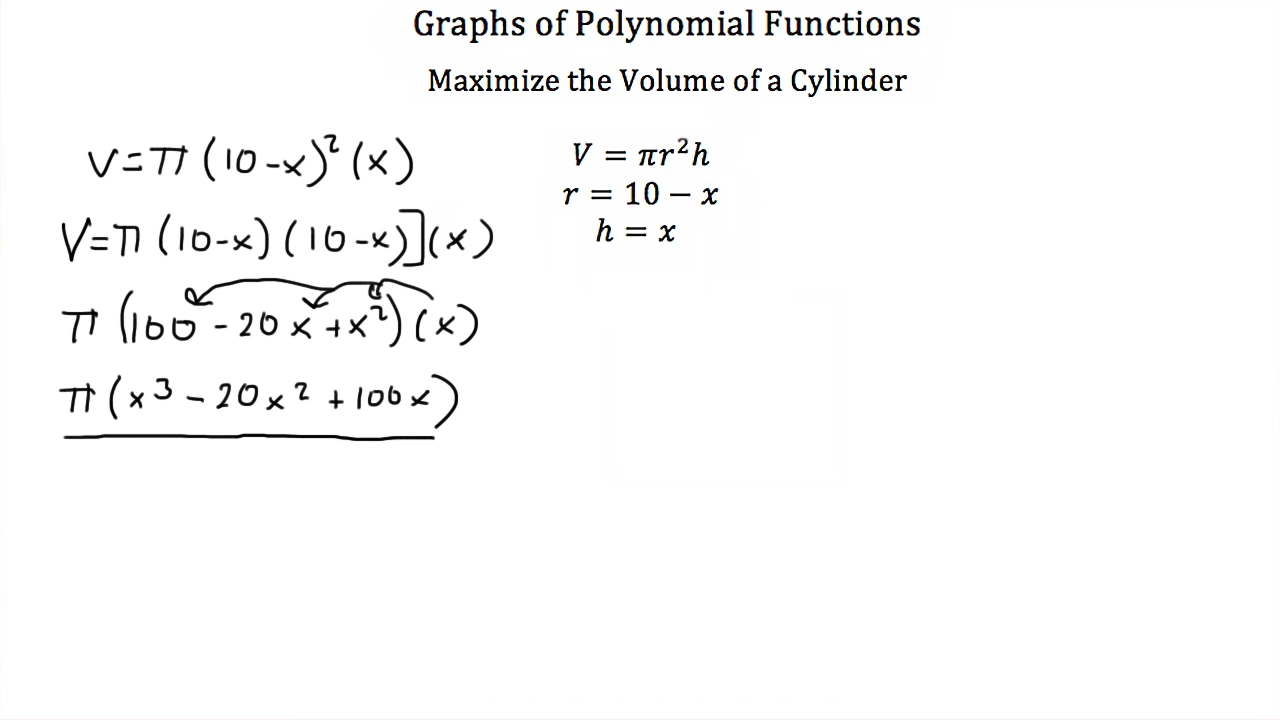 Graphs of Polynomial Functions
Maximize the Volume of a Cylinder
V=π(10-x)²(x)
V=π(10-x)(10-x)](x)
π(100-20x+x²)(x)
π(x³-20x²+100x)
V = πr²h
r = 10 − x
h = x